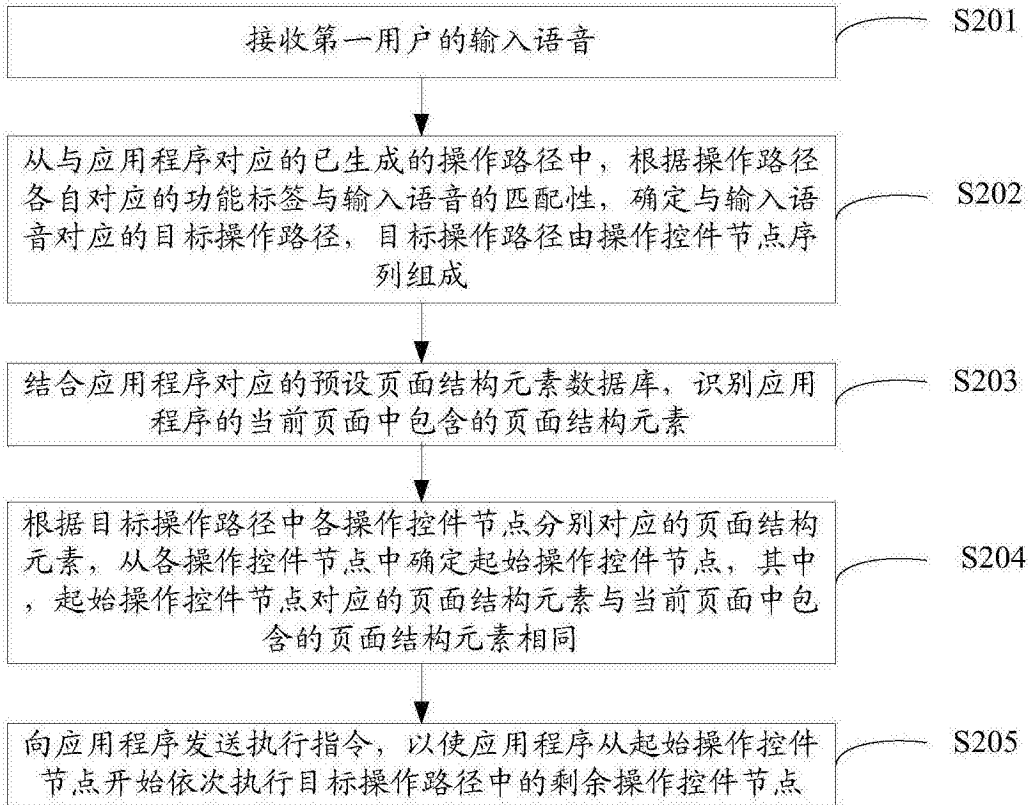 接收第一用户的输入语音
S201
从与应用程序对应的已生成的操作路径中，根据操作路径
各自对应的功能标签与输入语音的匹配性，确定与输入语
音对应的目标操作路径，目标操作路径由操作控件节点序
列组成
S202
结合应用程序对应的预设页面结构元素数据库，识别应用
程序的当前页面中包含的页面结构元素
S203
根据目标操作路径中各操作控件节点分别对应的页面结构
元素，从各操作控件节点中确定起始操作控件节点，其中
，起始操作控件节点对应的页面结构元素与当前页面中包
含的页面结构元素相同
S204
向应用程序发送执行指令，以使应用程序从起始操作控件
节点开始依次执行目标操作路径中的剩余操作控件节点
S205